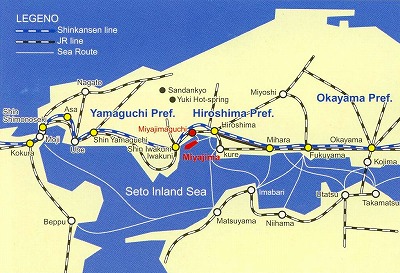 LEGEND
Shinkansen line
JR line
Sea Route
Nagato
Sandankyo
Yuki Hot-spring
Miyoshi
Okayama Pref.
Yamaguchi Pref.
Hiroshima Pref.
Asa
Shin
Shimonoseki
Moji
Miyajimaguchi
Hiroshima
Kokura
Ube
Shin Yamaguchi
Shin Iwakuni
Iwakuni
Miyajima
kure
Mihara
Fukuyama
Okayama
Kojima
Seto Inland Sea
Imabari
Utatsu
Takamatsu
Beppu
Matsuyama
Niihama